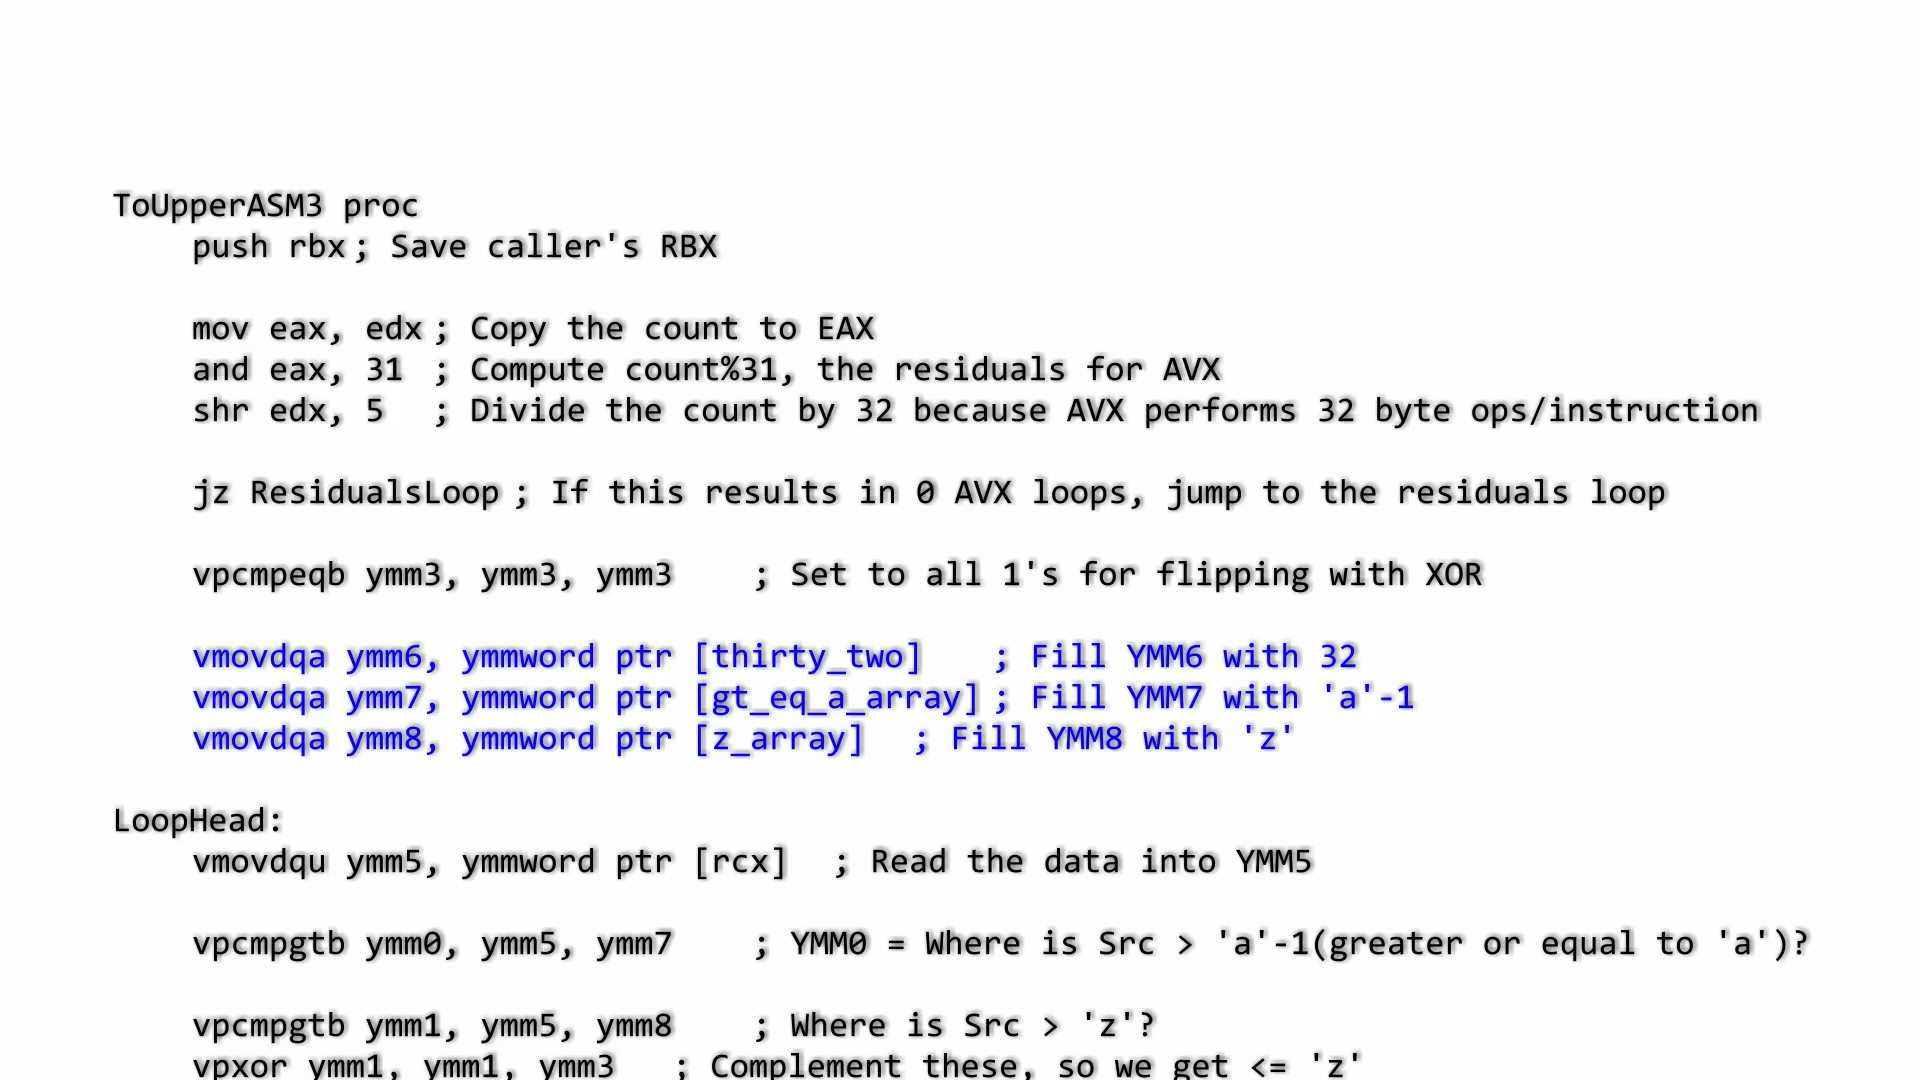 ToUpperASM3 proc
push rbx ; Save caller's RBX
mov eax, edx ; Copy the count to EAX
and eax, 31 ; Compute count%31, the residuals for AVX
shr edx, 5 ; Divide the count by 32 because AVX performs 32 byte ops/instruction
jz ResidualsLoop ; If this results in 0 AVX loops, jump to the residuals loop
vpcmpeqb ymm3, ymm3, ymm3 ; Set to all 1's for flipping with XOR
vmovdqa ymm6, ymmword ptr [thirty_two] ; Fill YMM6 with 32
vmovdqa ymm7, ymmword ptr [gt_eq_a_array] ; Fill YMM7 with 'a'-1
vmovdqa ymm8, ymmword ptr [z_array] ; Fill YMM8 with 'z'
LoopHead:
vmovdqu ymm5, ymmword ptr [rcx] ; Read the data into YMM5
vpcmpgtb ymm0, ymm5, ymm7 ; YMM0 = Where is Src > 'a'-1(greater or equal to 'a')?
vpcmpgtb ymm1, ymm5, ymm8 ; Where is Src > 'z'?
vpxor ymm1, ymm1, ymm3 ; Complement these, so we get <= 'z'